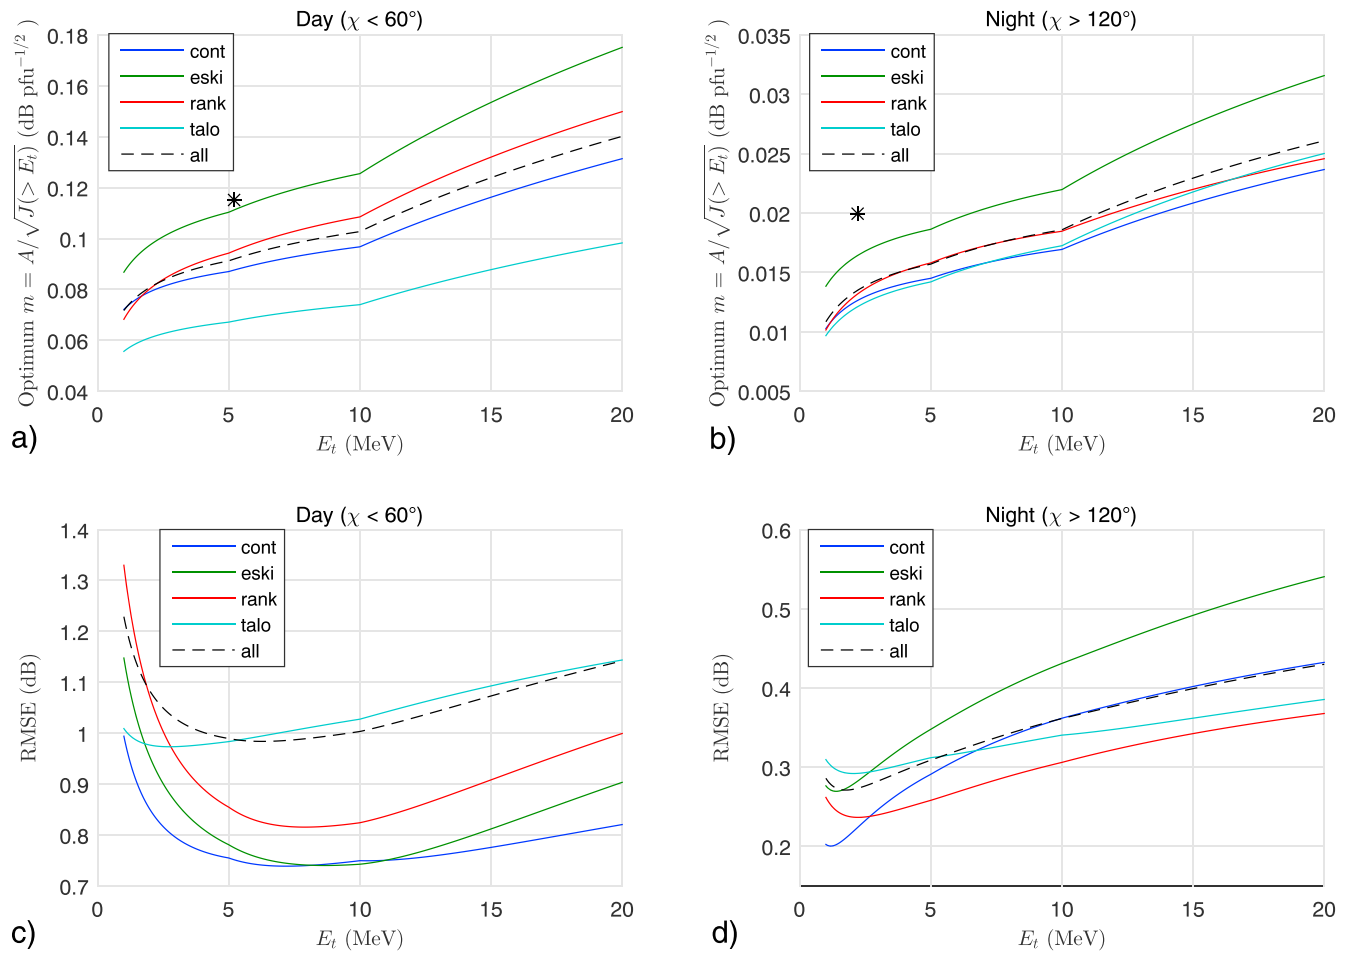 Day (χ < 60°)
Optimum m = A/√J(> E_t) (dB pfu^−1/2 )
0.18
0.16
0.14
0.12
0.1
0.08
0.06
0.04
cont
eski
rank
talo
all
0 5 10 15 20
E_t (MeV)
a)
Night (χ > 120°)
Optimum m = A/√J(> E_t) (dB pfu^−1/2 )
0.035
0.03
0.025
0.02
0.015
0.01
0.005
cont
eski
rank
talo
all
0 5 10 15 20
E_t (MeV)
b)
Day (χ < 60°)
RMSE (dB)
1.4
1.3
1.2
1.1
1
0.9
0.8
0.7
cont
eski
rank
talo
all
0 5 10 15 20
E_t (MeV)
c)
Night (χ > 120°)
RMSE (dB)
0.6
0.5
0.4
0.3
0.2
cont
eski
rank
talo
all
0 5 10 15 20
E_t (MeV)
d)